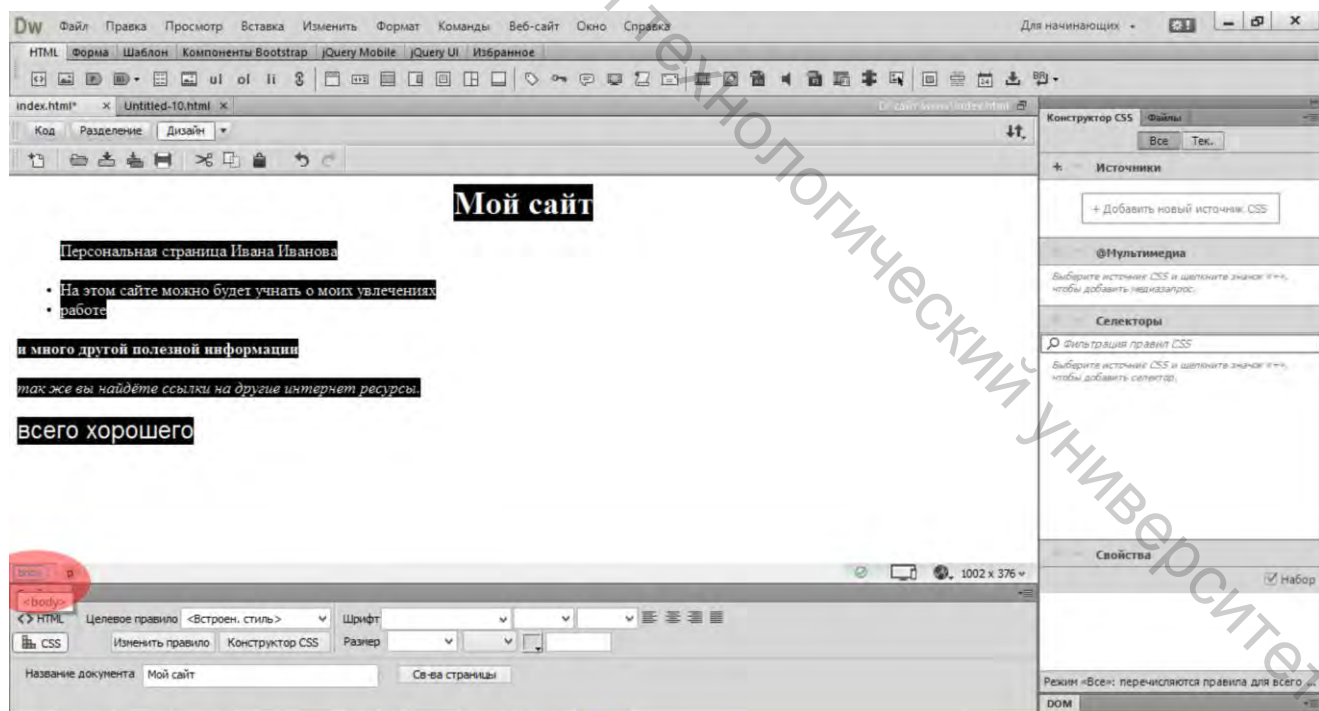 Dw Файл Правка Просмотр Вставка Изменить Формат Команды Веб-сайт Окно Справка Для начинающих
HTML Форма Шаблон Компоненты Bootstrap jQuery Mobile jQuery UI Избранное
ul ol li
index.html* x Untitled-10.html x
Код Разделение Дизайн
Мой сайт
Персональная страница Ивана Иванова
• На этом сайте можно будет учнать о моих увлечениях
• работе
и много другой полезной информации
так же вы найдёте ссылки на другие интернет ресурсы.
всего хорошего
body p
1002 x 376
<body>
<> HTML Целевое правило <Встроен. стиль> Шрифт
CSS Изменить правило Конструктор CSS Размер
Название документа Мой сайт Св-ва страницы
Конструктор CSS Файлы
Все Тек.
+ Источники
+ Добавить новый источник CSS
@Мультимедиа
Выберите источник CSS и щелкните значок «+»,
чтобы добавить медиазапрос.
Селекторы
Фильтрация правил CSS
Выберите источник CSS и щелкните значок «+»,
чтобы добавить селектор.
Свойства
Набор
Режим «Все»: перечисляются правила для всего ...
DOM
технологический университет